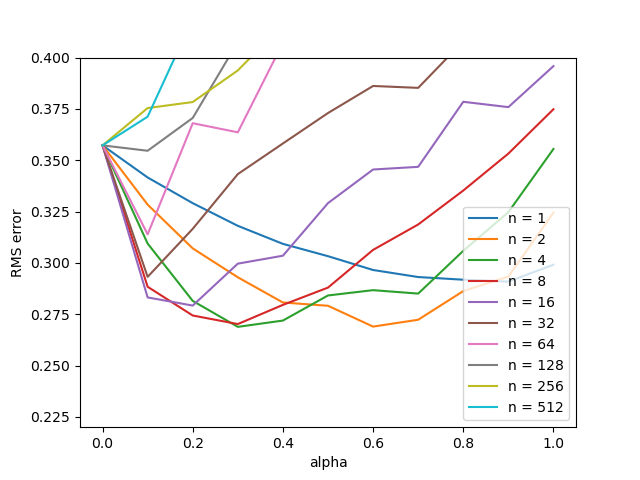 0.400
0.375
0.350
0.325
0.300
0.275
0.250
0.225
RMS error
0.0
0.2
0.4
0.6
0.8
1.0
alpha
n = 1
n = 2
n = 4
n = 8
n = 16
n = 32
n = 64
n = 128
n = 256
n = 512